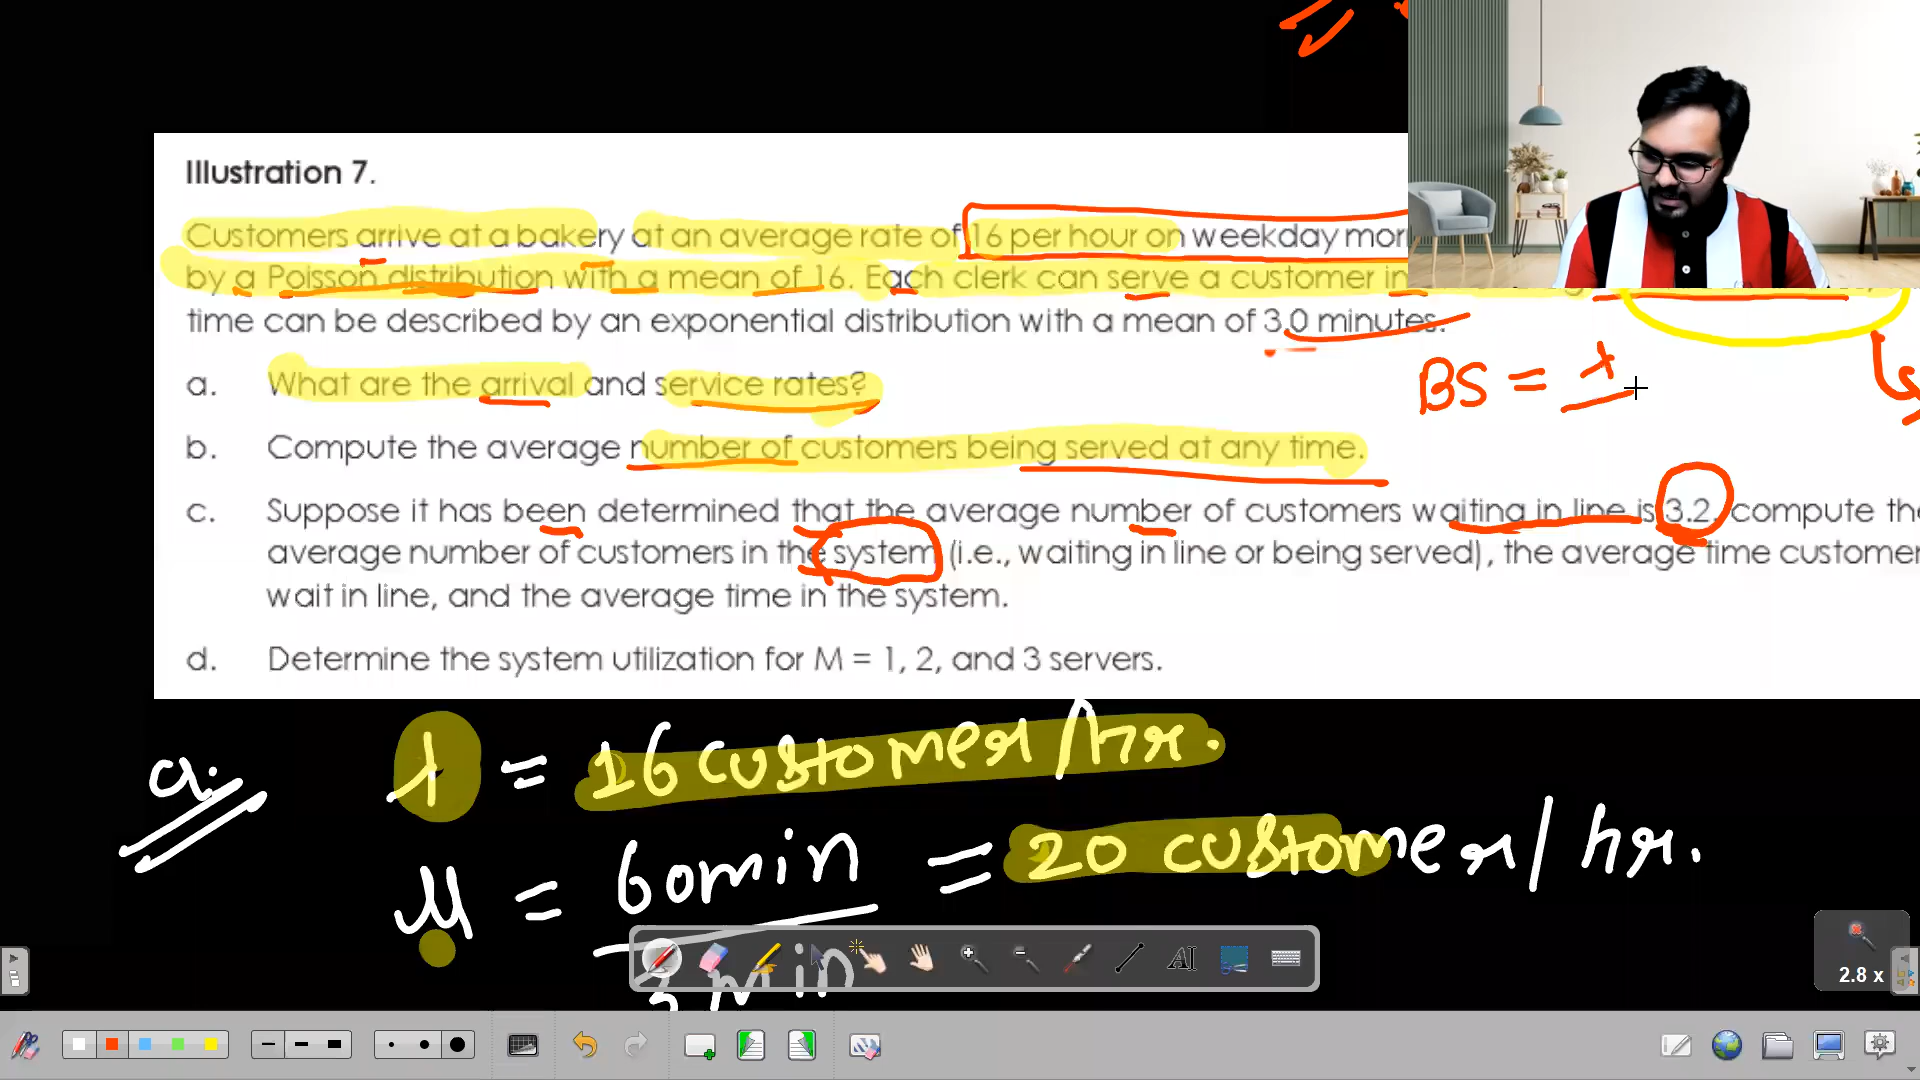 Illustration 7.
Customers arrive at a bakery at an average rate of 16 per hour on weekday
by a Poisson distribution with a mean of 16. Each clerk can serve a customer in
time can be described by an exponential distribution with a mean of 3.0 minutes.
BS = λ
a. What are the arrival and service rates?
b. Compute the average number of customers being served at any time.
c. Suppose it has been determined that the average number of customers waiting in line is 3.2, compute the
average number of customers in the system (i.e., waiting in line or being served), the average time customer
wait in line, and the average time in the system.
d. Determine the system utilization for M = 1, 2, and 3 servers.
a. λ = 16 customer/hr.
μ = 60min = 20 customer/hr.
3 min
2.8 x